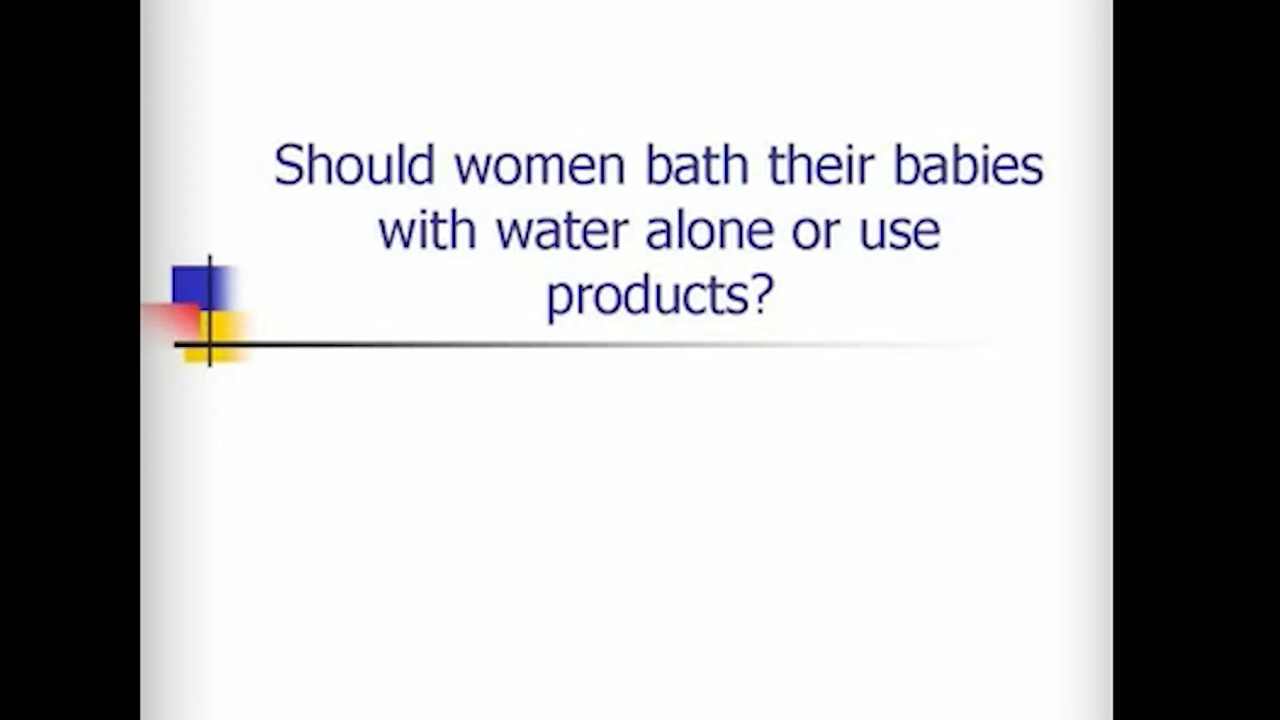 Should women bath their babies
with water alone or use
products?